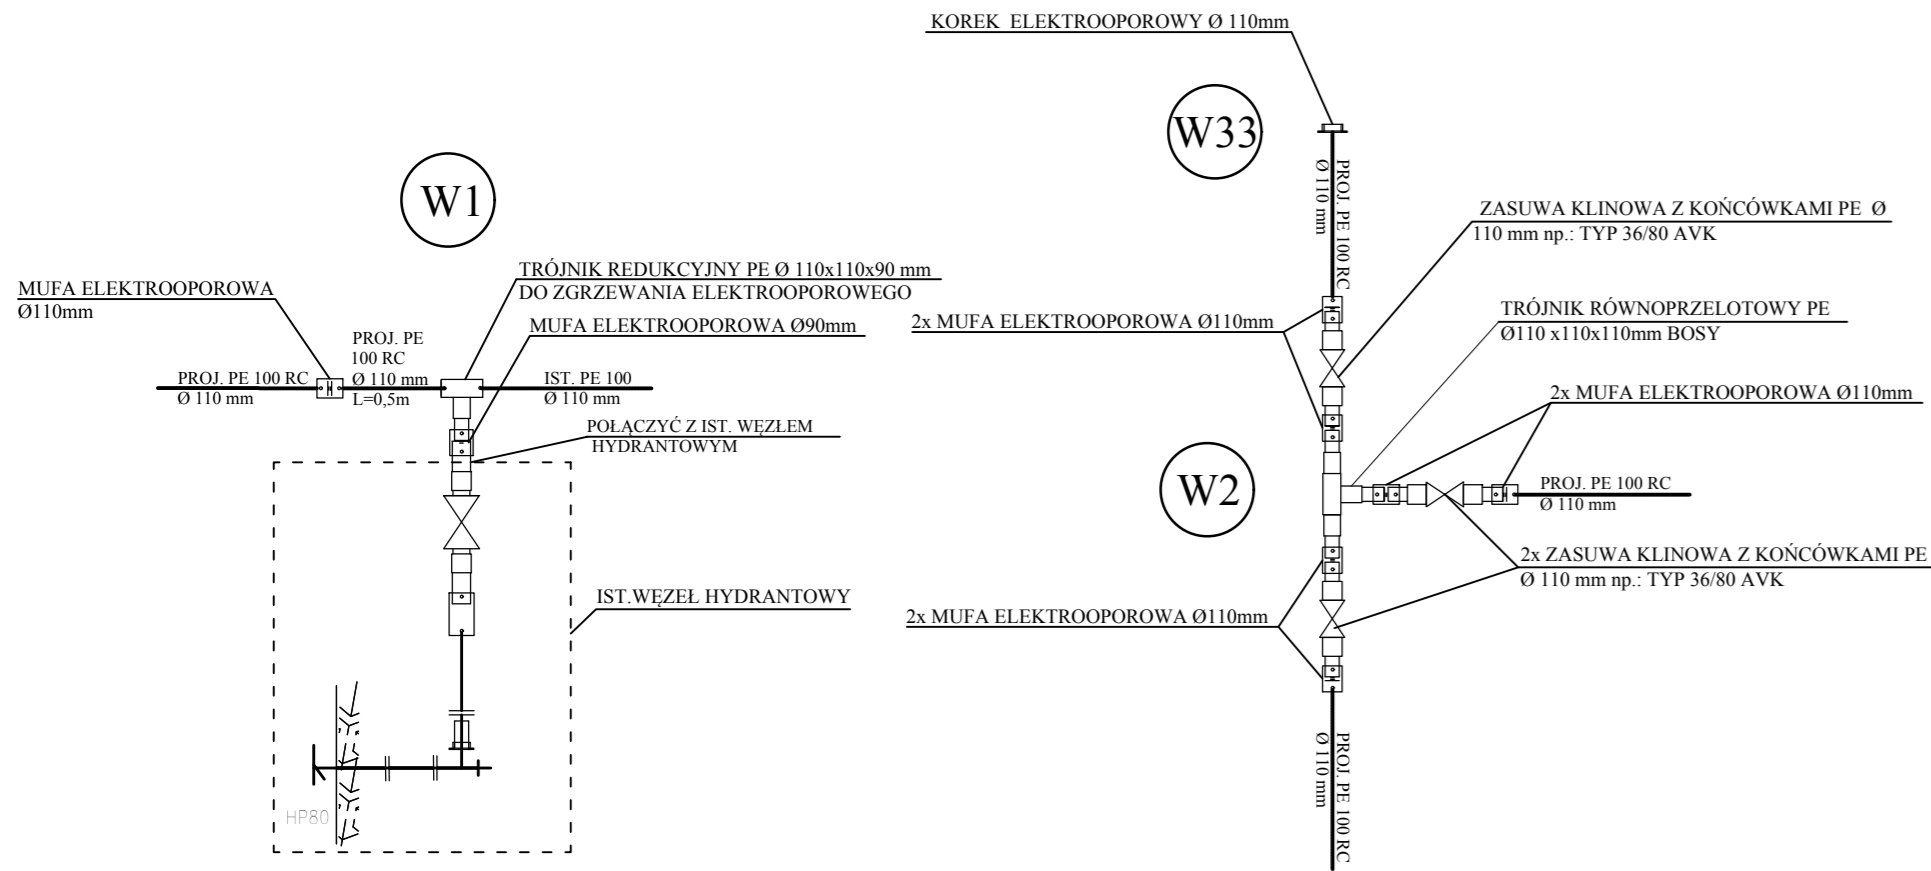 W1
MUFA ELEKTROOPOROWA
Ø110mm
PROJ. PE 100 RC
Ø 110 mm
PROJ. PE
100 RC
Ø 110 mm
L=0,5m
TRÓJNIK REDUKCYJNY PE Ø 110x110x90 mm
DO ZGRZEWANIA ELEKTROOPOROWEGO
MUFA ELEKTROOPOROWA Ø90mm
IST. PE 100
Ø 110 mm
POŁĄCZYĆ Z IST. WĘZŁEM
HYDRANTOWYM
IST.WĘZEŁ HYDRANTOWY
HP80
KOREK ELEKTROOPOROWY Ø 110mm
W33
PROJ. PE 100 RC
Ø 110 mm
ZASUWA KLINOWA Z KOŃCÓWKAMI PE Ø
110 mm np.: TYP 36/80 AVK
2x MUFA ELEKTROOPOROWA Ø110mm
TRÓJNIK RÓWNOPRZELOTOWY PE
Ø110 x110x110mm BOSY
2x MUFA ELEKTROOPOROWA Ø110mm
W2
PROJ. PE 100 RC
Ø 110 mm
2x ZASUWA KLINOWA Z KOŃCÓWKAMI PE
Ø 110 mm np.: TYP 36/80 AVK
2x MUFA ELEKTROOPOROWA Ø110mm
PROJ. PE 100 RC
Ø 110 mm